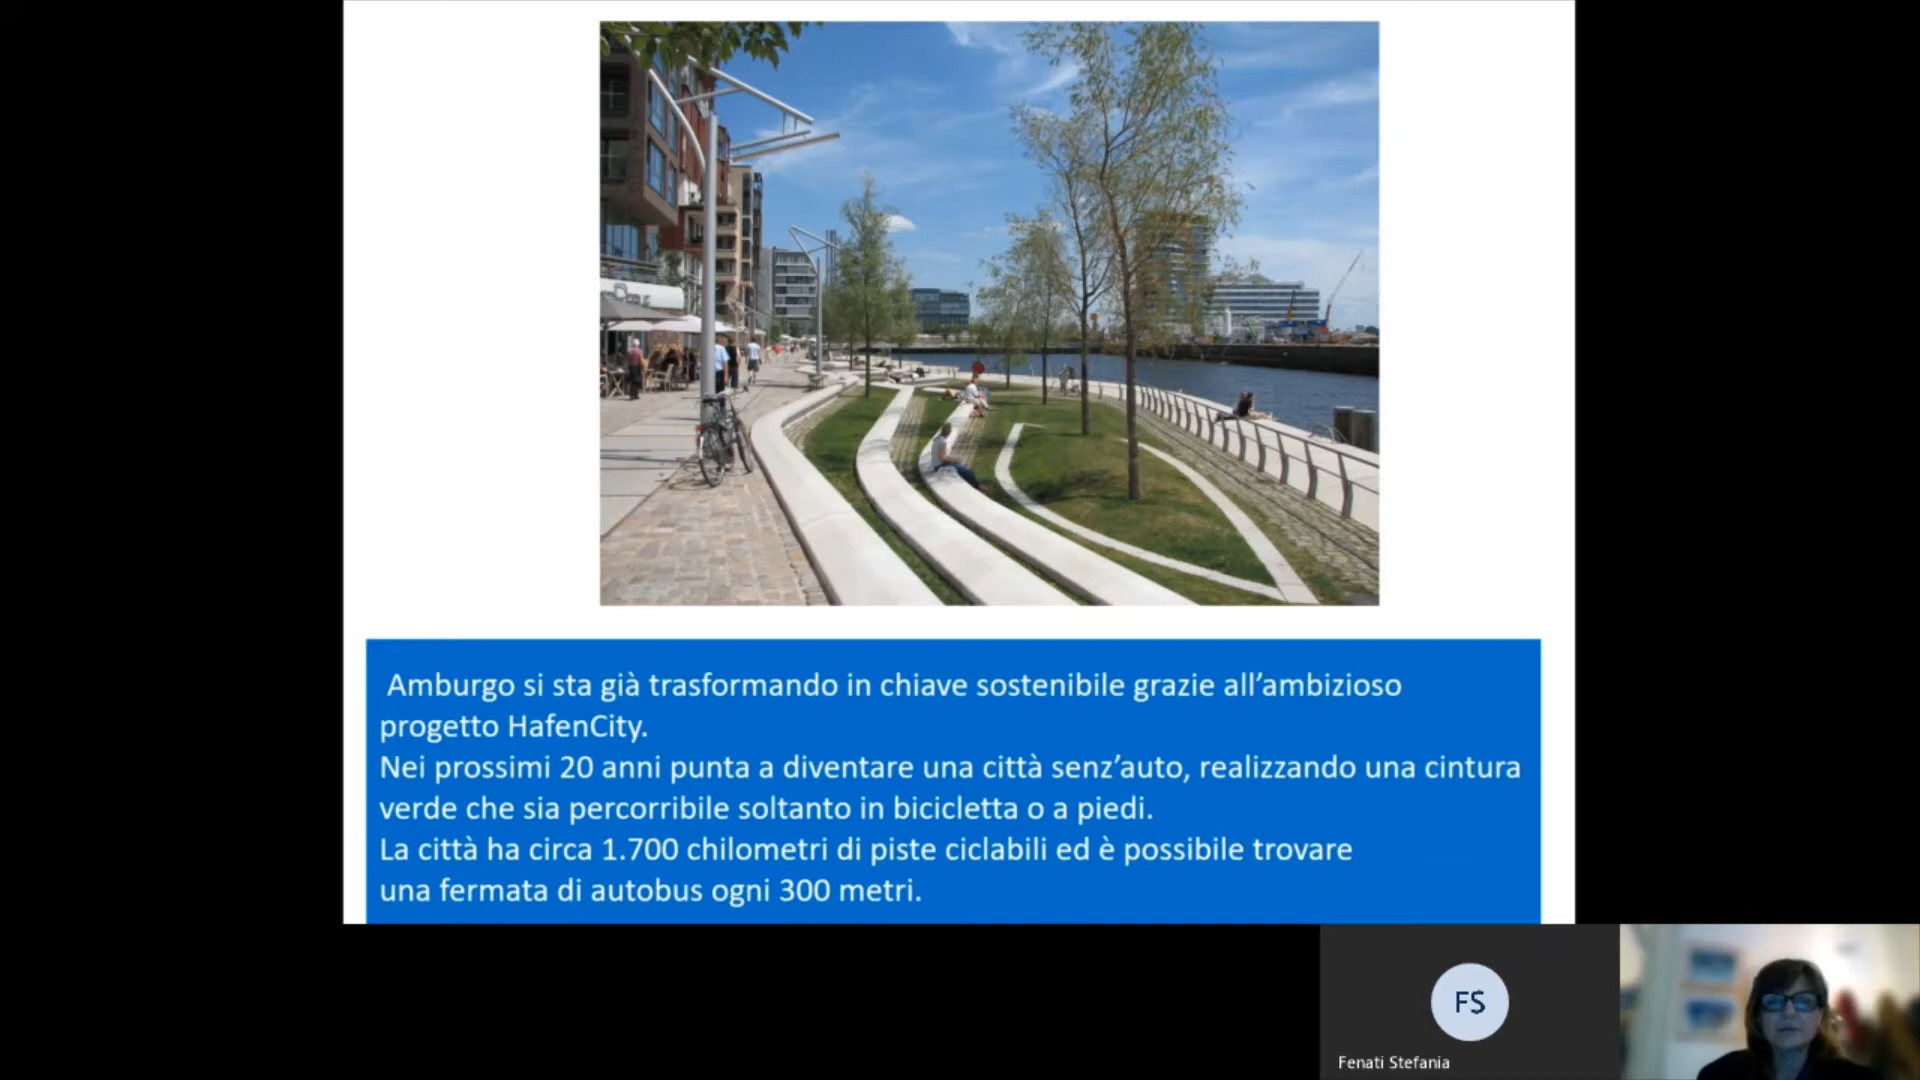 Amburgo si sta già trasformando in chiave sostenibile grazie all’ambizioso
progetto HafenCity.
Nei prossimi 20 anni punta a diventare una città senz’auto, realizzando una cintura
verde che sia percorribile soltanto in bicicletta o a piedi.
La città ha circa 1.700 chilometri di piste ciclabili ed è possibile trovare
una fermata di autobus ogni 300 metri.
FS
Fenati Stefania